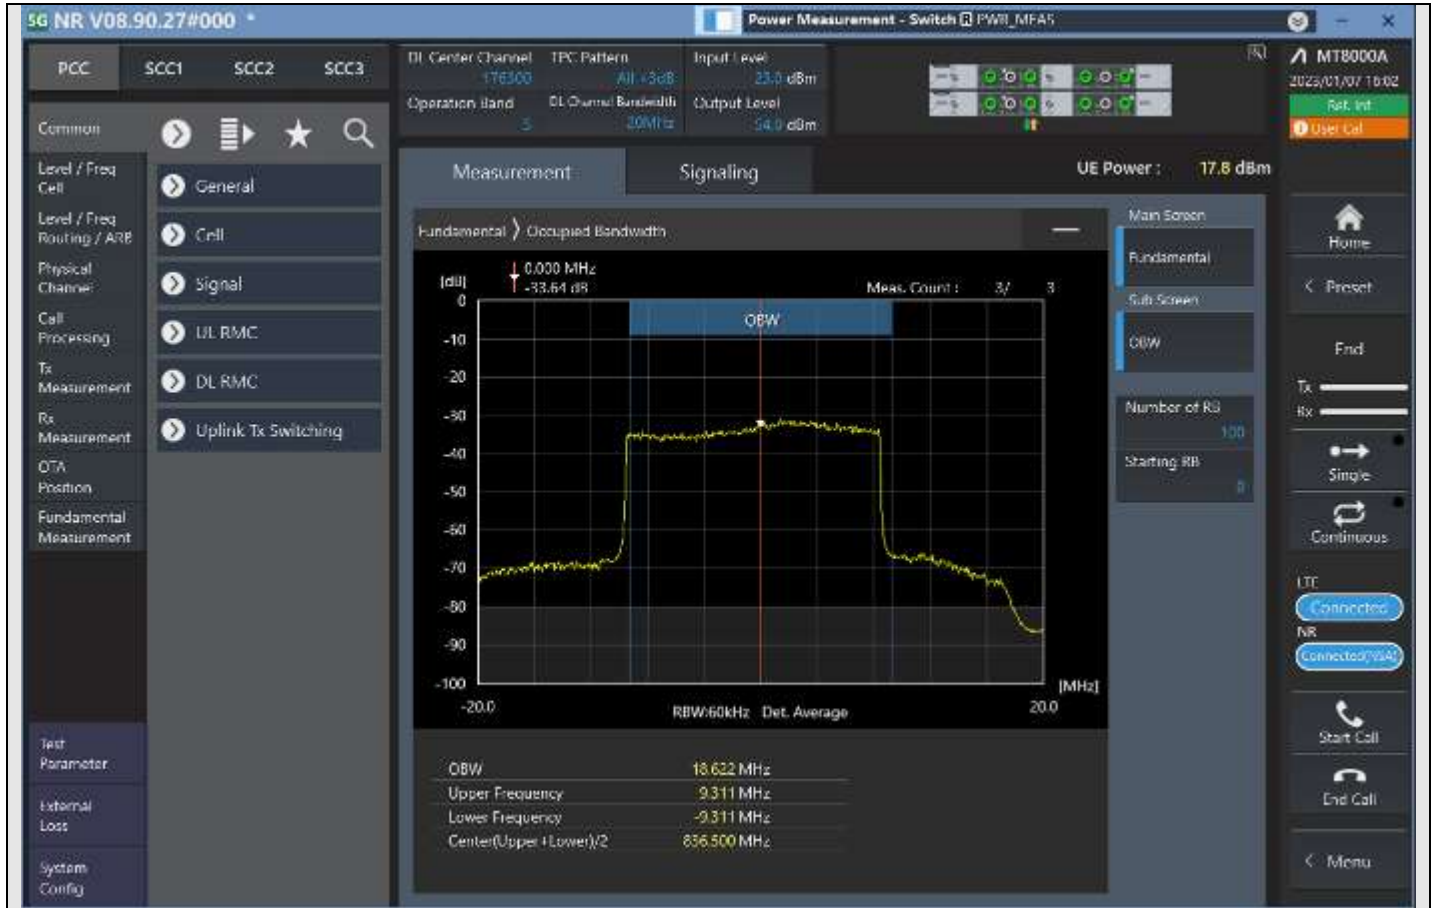 SG NR V08.90.27#000 *
Power Measurement - Switch PWR_MEAS
PCC SCC1 SCC2 SCC3
DL Center Channel 176500
TPC Pattern All +3dB
Input Level 23.0 dBm
Operation Band 5
DL Channel Bandwidth 20MHz
Output Level 54.0 dBm
MT8000A
2023/01/07 16:02
Ref. Int
User Cal
Common
Level / Freq
Cell
Level / Freq
Routing / ARB
Physical
Channel
Call
Processing
Tx
Measurement
Rx
Measurement
OTA
Position
Fundamental
Measurement
Test
Parameter
External
Loss
System
Config
General
Cell
Signal
UL RMC
DL RMC
Uplink Tx Switching
Measurement
Signaling
UE Power : 17.8 dBm
Fundamental > Occupied Bandwidth
[dB]
0.000 MHz
-33.64 dB
Meas. Count : 3/ 3
OBW
0
-10
-20
-30
-40
-50
-60
-70
-80
-90
-100
-20.0
RBW:60kHz Det. Average
20.0
[MHz]
OBW 18.622 MHz
Upper Frequency 9.311 MHz
Lower Frequency -9.311 MHz
Center(Upper+Lower)/2 836.500 MHz
Main Screen
Fundamental
Sub Screen
OBW
Number of RB
100
Starting RB
0
Home
< Preset
End
Tx
Rx
Single
Continuous
LTE
Connected
NR
Connected(NSA)
Start Call
End Call
< Menu